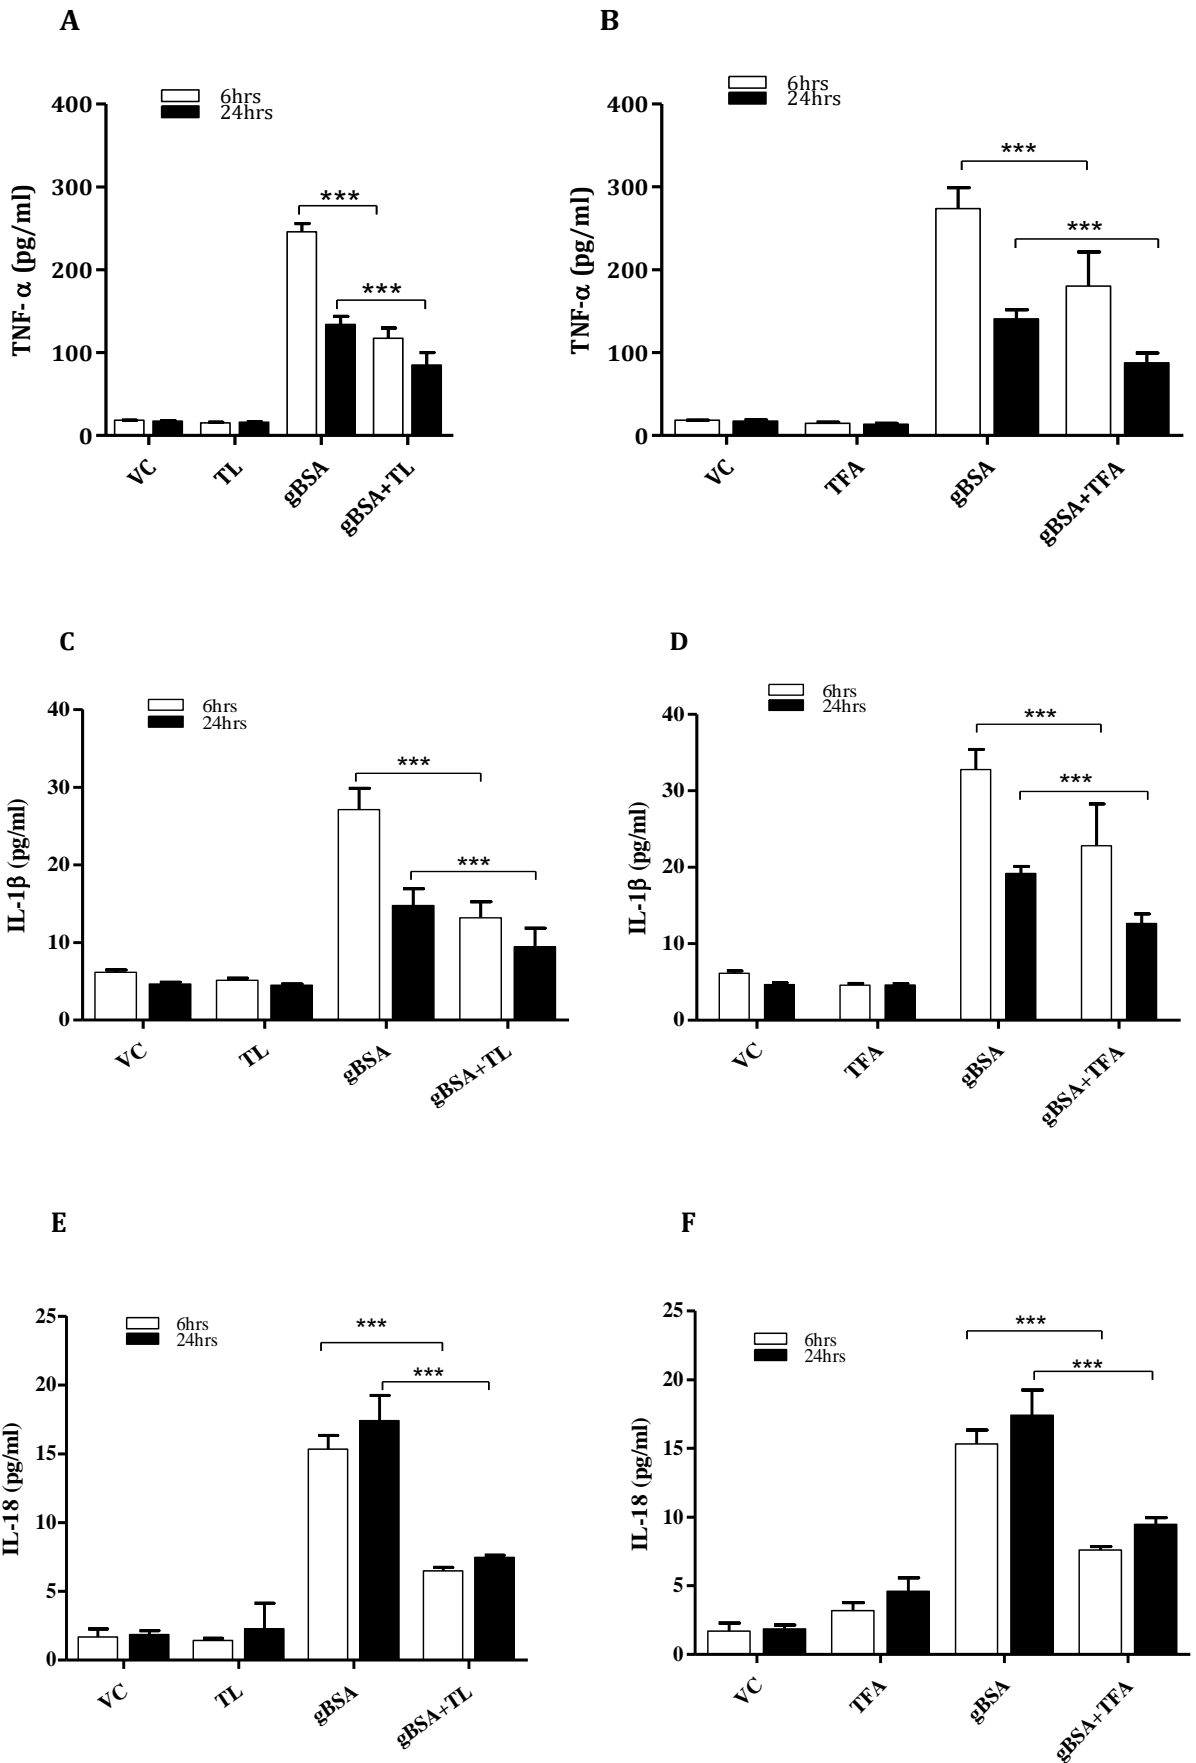 A
6hrs
24hrs
400
300
200
100
0
TNF- α (pg/ml)
***
***
VC
TL
gBSA
gBSA+TL
B
6hrs
24hrs
400
300
200
100
0
TNF-α (pg/ml)
***
***
VC
TFA
gBSA
gBSA+TFA
C
6hrs
24hrs
40
30
20
10
0
IL-1β (pg/ml)
***
***
VC
TL
gBSA
gBSA+TL
D
6hrs
24hrs
40
30
20
10
0
IL-1β (pg/ml)
***
***
VC
TFA
gBSA
gBSA+TFA
E
6hrs
24hrs
25
20
15
10
5
0
IL-18 (pg/ml)
***
***
VC
TL
gBSA
gBSA+TL
F
6hrs
24hrs
25
20
15
10
5
0
IL-18 (pg/ml)
***
***
VC
TFA
gBSA
gBSA+TFA